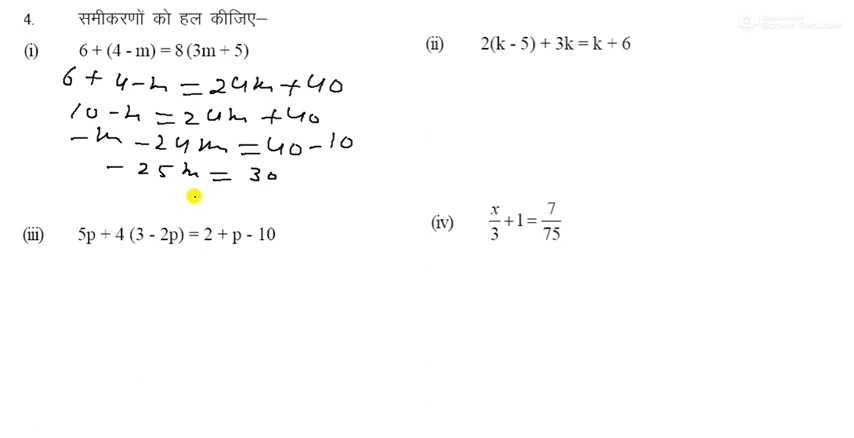 4. समीकरणों को हल कीजिए–
(i) 6 + (4 - m) = 8 (3m + 5)
6 + 4 - m = 24m + 40
10 - m = 24m + 40
- m - 24m = 40 - 10
- 25m = 30
(ii) 2(k - 5) + 3k = k + 6
(iii) 5p + 4 (3 - 2p) = 2 + p - 10
(iv) x/3 + 1 = 7/75